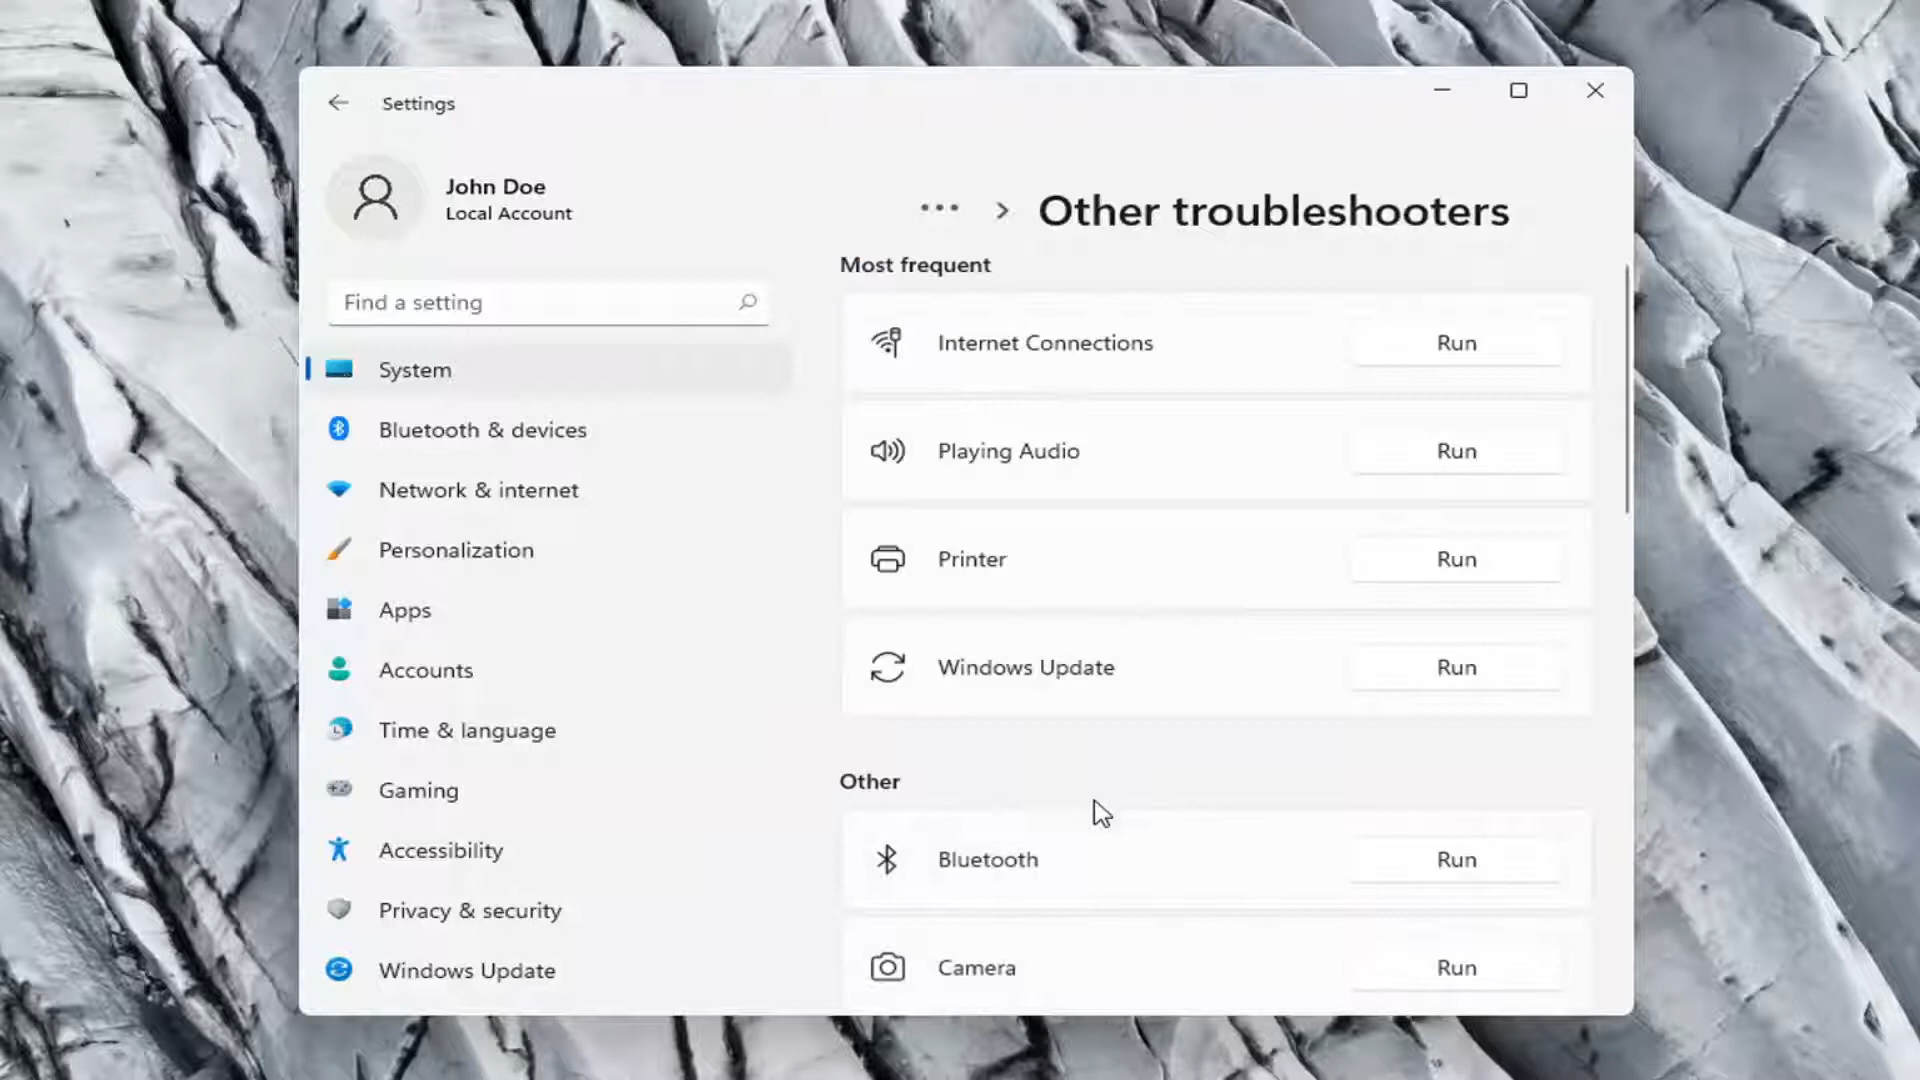 Settings
John Doe
Local Account
Find a setting
System
Bluetooth & devices
Network & internet
Personalization
Apps
Accounts
Time & language
Gaming
Accessibility
Privacy & security
Windows Update
... > Other troubleshooters
Most frequent
Internet Connections Run
Playing Audio Run
Printer Run
Windows Update Run
Other
Bluetooth Run
Camera Run